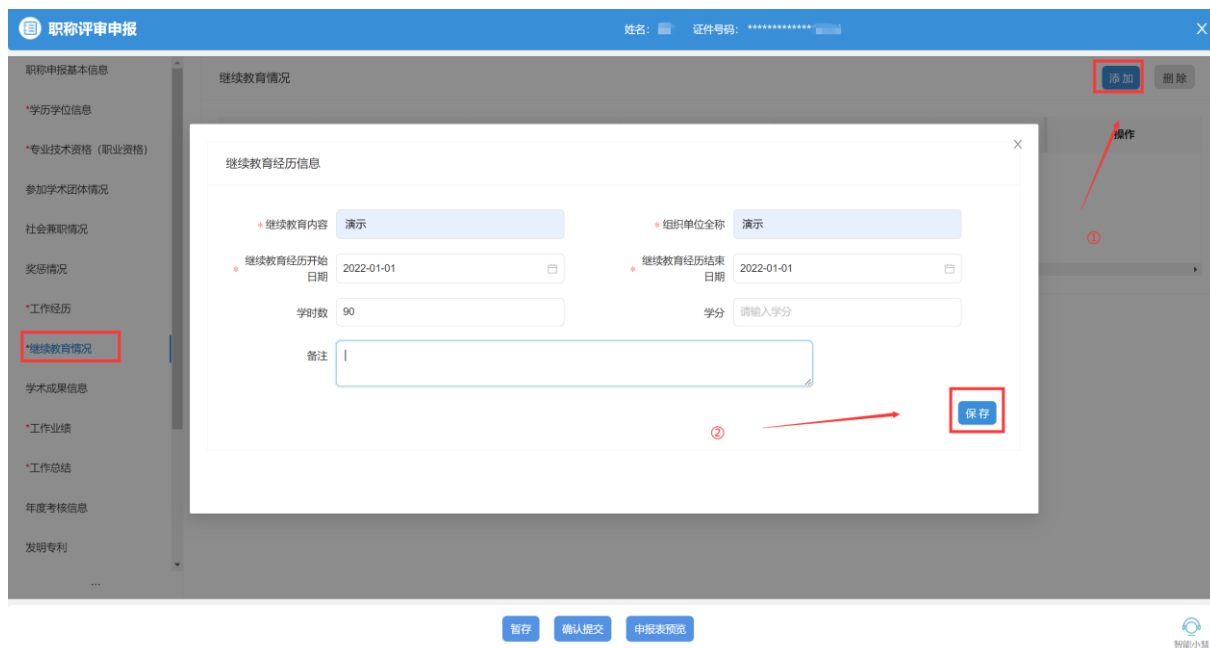 职称评审申报 姓名： 证件号码：*************
职称申报基本信息
继续教育情况 添加 删除
*学历学位信息
操作
*专业技术资格（职业资格）
继续教育经历信息
参加学术团体情况
社会兼职情况
* 继续教育内容 演示 * 组织单位全称 演示
①
奖惩情况
* 继续教育经历开始日期 2022-01-01 * 继续教育经历结束日期 2022-01-01
*工作经历
学时数 90 学分 请输入学分
*继续教育情况
备注
学术成果信息
保存
*工作业绩
②
*工作总结
年度考核信息
发明专利
...
暂存 确认提交 申报表预览
智能小慧